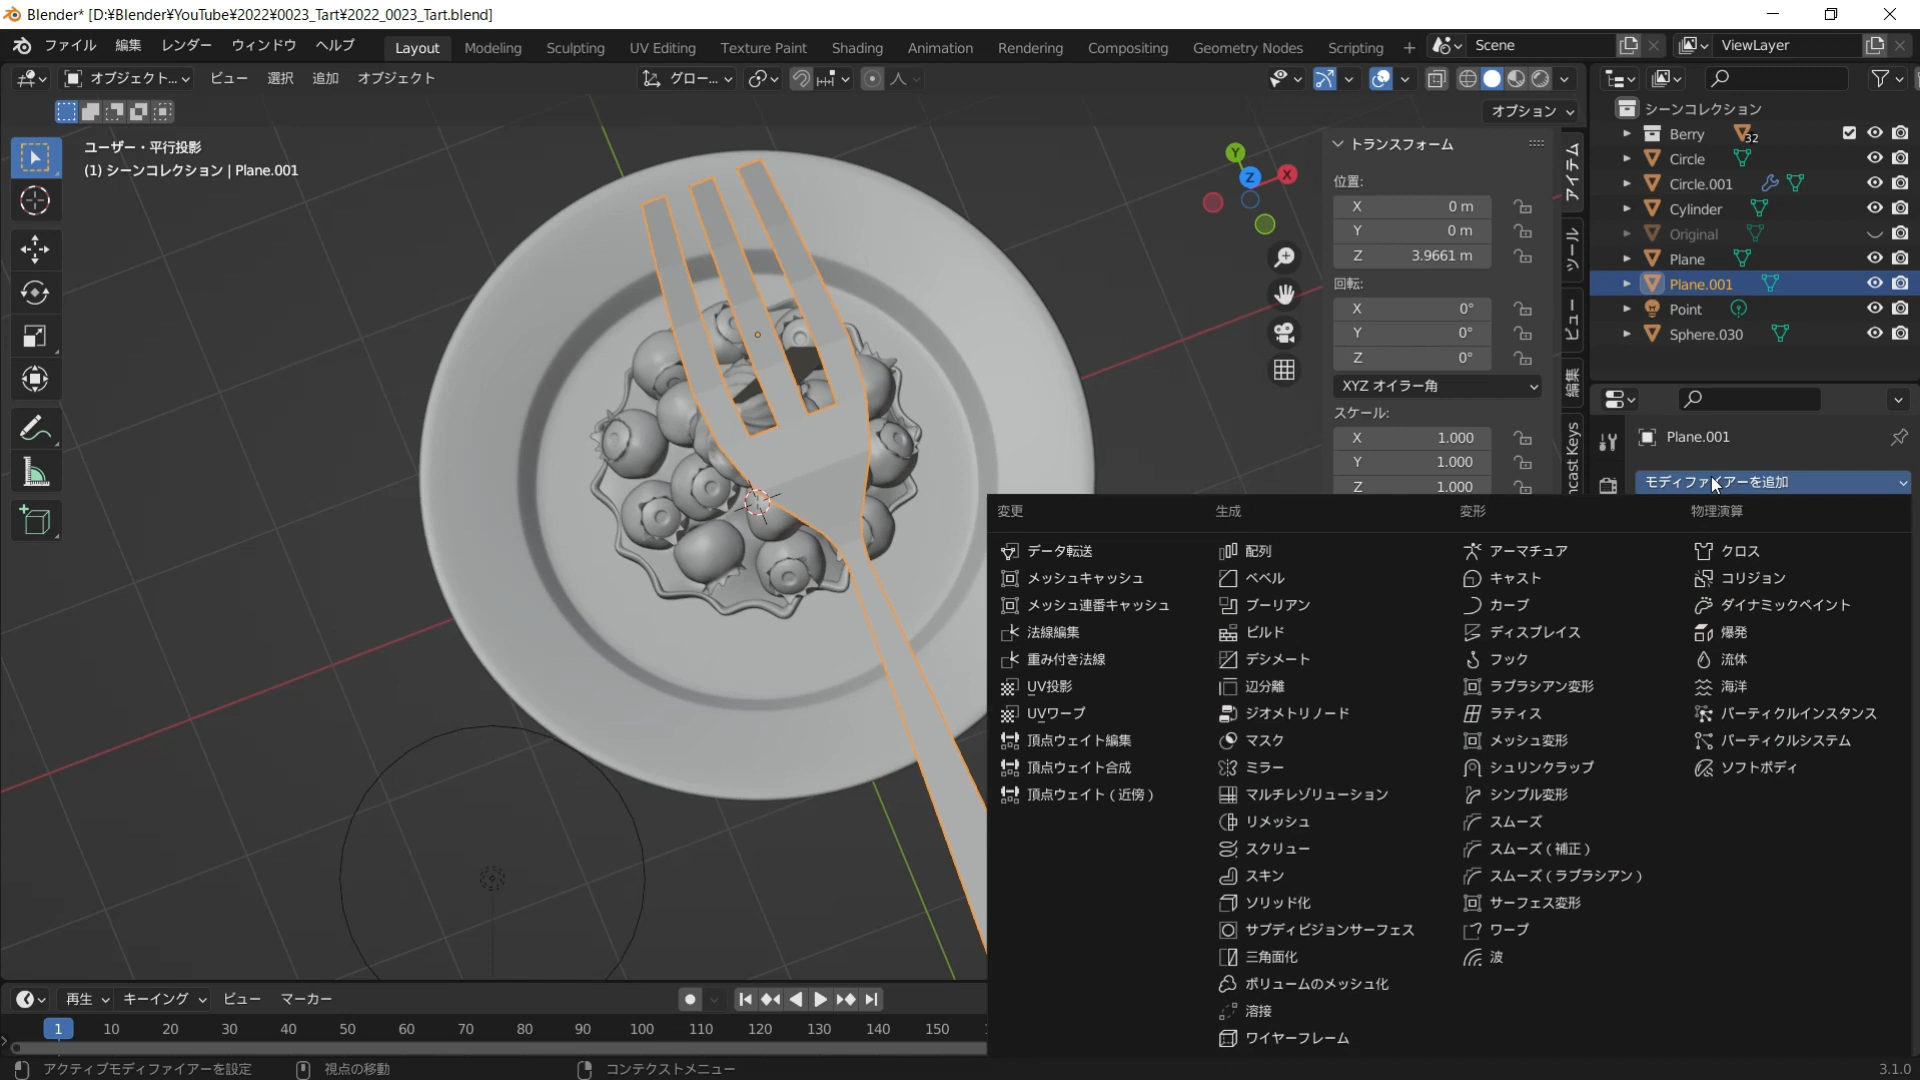 Blender* [D:¥Blender¥YouTube¥2022¥0023_Tart¥2022_0023_Tart.blend]
ファイル 編集 レンダー ウィンドウ ヘルプ Layout Modeling Sculpting UV Editing Texture Paint Shading Animation Rendering Compositing Geometry Nodes Scripting + Scene ViewLayer
オブジェクト... ビュー 選択 追加 オブジェクト グロー...
オプション
ユーザー・平行投影
(1) シーンコレクション | Plane.001
Y
X
Z
トランスフォーム
位置:
X 0 m
Y 0 m
Z 3.9661 m
回転:
X 0°
Y 0°
Z 0°
XYZ オイラー角
スケール:
X 1.000
Y 1.000
Z 1.000
アイテム
ツール
ビュー
編集
ncast Keys
シーンコレクション
Berry 32
Circle
Circle.001
Cylinder
Original
Plane
Plane.001
Point
Sphere.030
Plane.001
モディファイアーを追加
変更
データ転送
メッシュキャッシュ
メッシュ連番キャッシュ
法線編集
重み付き法線
UV投影
UVワープ
頂点ウェイト編集
頂点ウェイト合成
頂点ウェイト（近傍）
生成
配列
ベベル
ブーリアン
ビルド
デシメート
辺分離
ジオメトリノード
マスク
ミラー
マルチレゾリューション
リメッシュ
スクリュー
スキン
ソリッド化
サブディビジョンサーフェス
三角面化
ボリュームのメッシュ化
溶接
ワイヤーフレーム
変形
アーマチュア
キャスト
カーブ
ディスプレイス
フック
ラプラシアン変形
ラティス
メッシュ変形
シュリンクラップ
シンプル変形
スムーズ
スムーズ（補正）
スムーズ（ラプラシアン）
サーフェス変形
ワープ
波
物理演算
クロス
コリジョン
ダイナミックペイント
爆発
流体
海洋
パーティクルインスタンス
パーティクルシステム
ソフトボディ
再生 キーイング ビュー マーカー
1 10 20 30 40 50 60 70 80 90 100 110 120 130 140 150
アクティブモディファイアーを設定 視点の移動 コンテクストメニュー 3.1.0